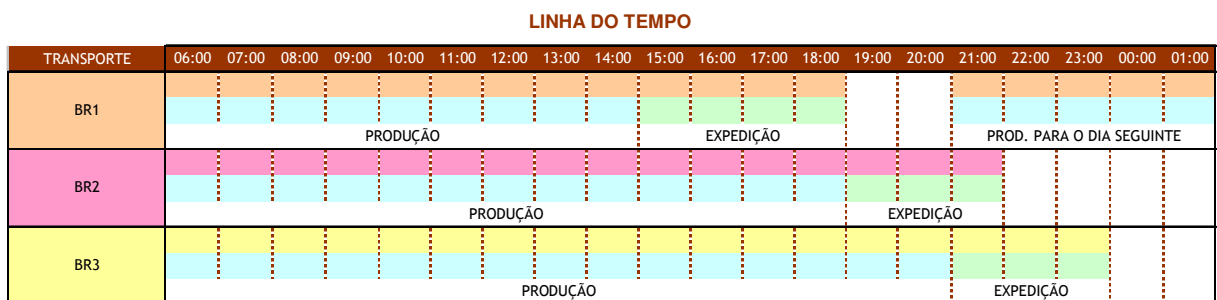 LINHA DO TEMPO
TRANSPORTE 06:00 07:00 08:00 09:00 10:00 11:00 12:00 13:00 14:00 15:00 16:00 17:00 18:00 19:00 20:00 21:00 22:00 23:00 00:00 01:00
BR1
PRODUÇÃO EXPEDIÇÃO PROD. PARA O DIA SEGUINTE
BR2
PRODUÇÃO EXPEDIÇÃO
BR3
PRODUÇÃO EXPEDIÇÃO